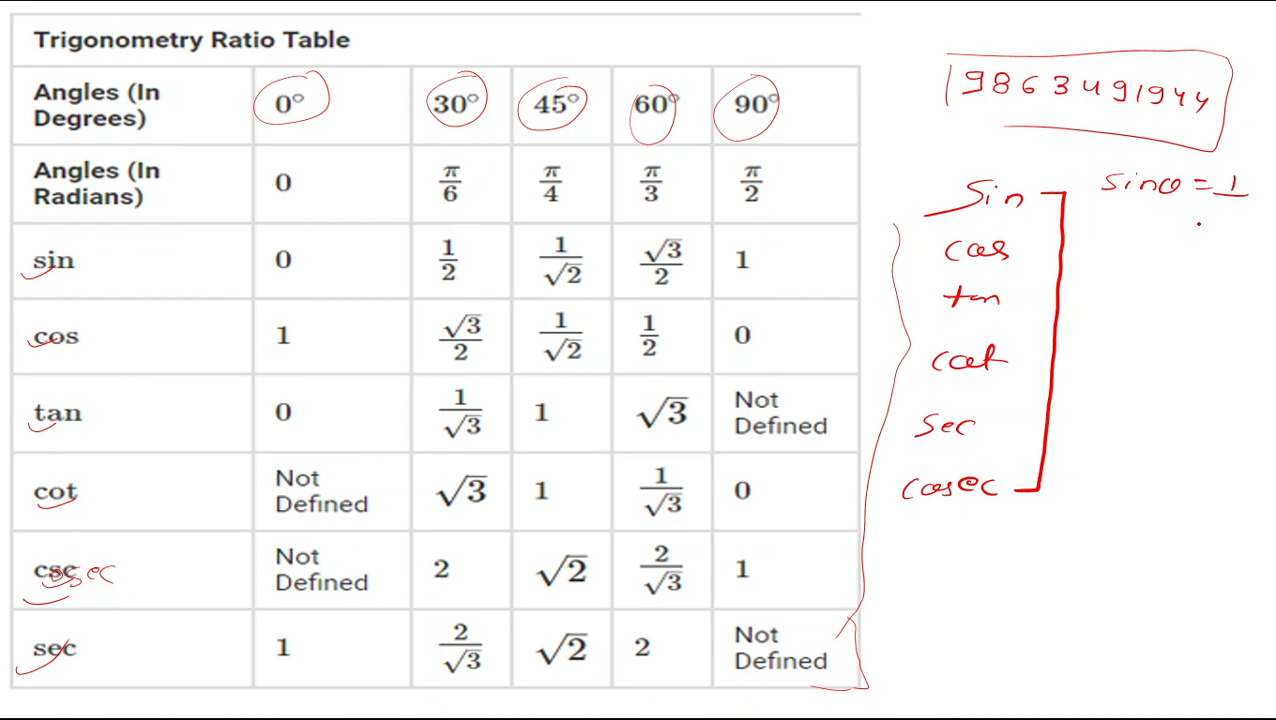 Trigonometry Ratio Table
Angles (In Degrees) 0° 30° 45° 60° 90°
Angles (In Radians) 0 π/6 π/4 π/3 π/2
sin 0 1/2 1/√2 √3/2 1
cos 1 √3/2 1/√2 1/2 0
tan 0 1/√3 1 √3 Not Defined
cot Not Defined √3 1 1/√3 0
csc osec Not Defined 2 √2 2/√3 1
sec 1 2/√3 √2 2 Not Defined
9863491944
Sin
cos
tan
cot
sec
cosec
sinθ = 1